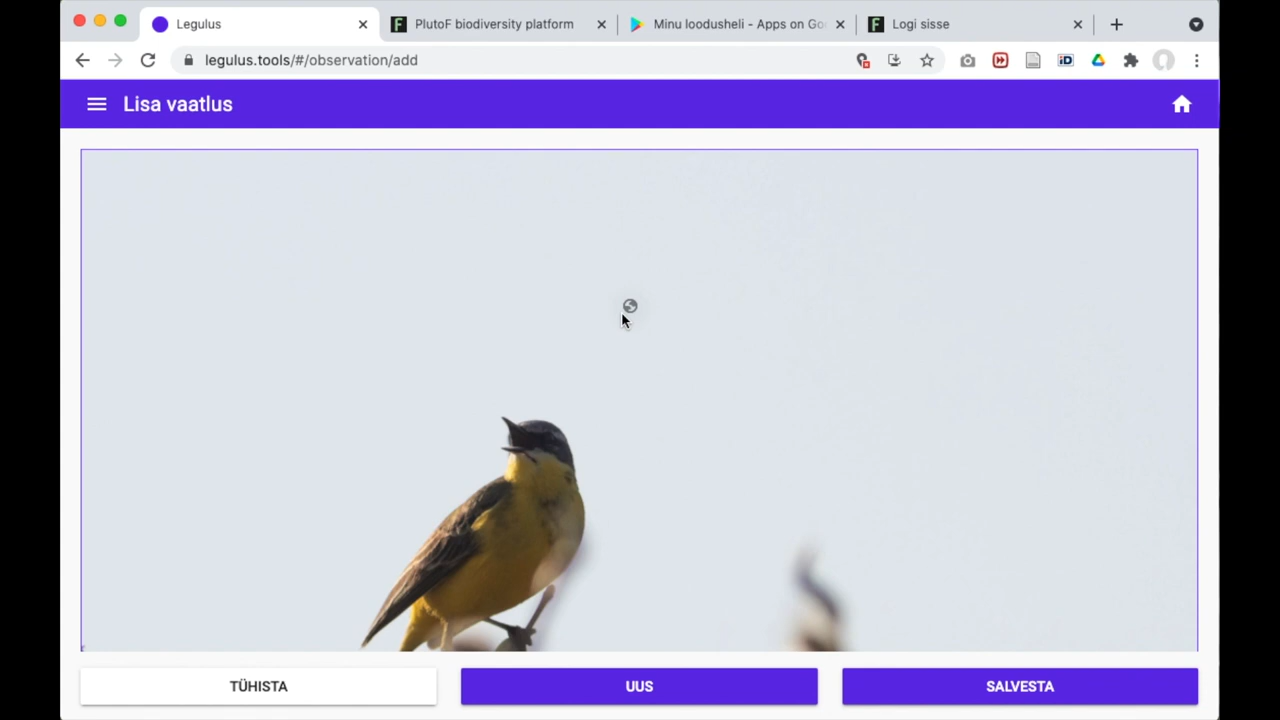 Legulus
PlutoF biodiversity platform
Minu loodusheli - Apps on Go
Logi sisse
legulus.tools/#/observation/add
iD
Lisa vaatlus
TÜHISTA
UUS
SALVESTA